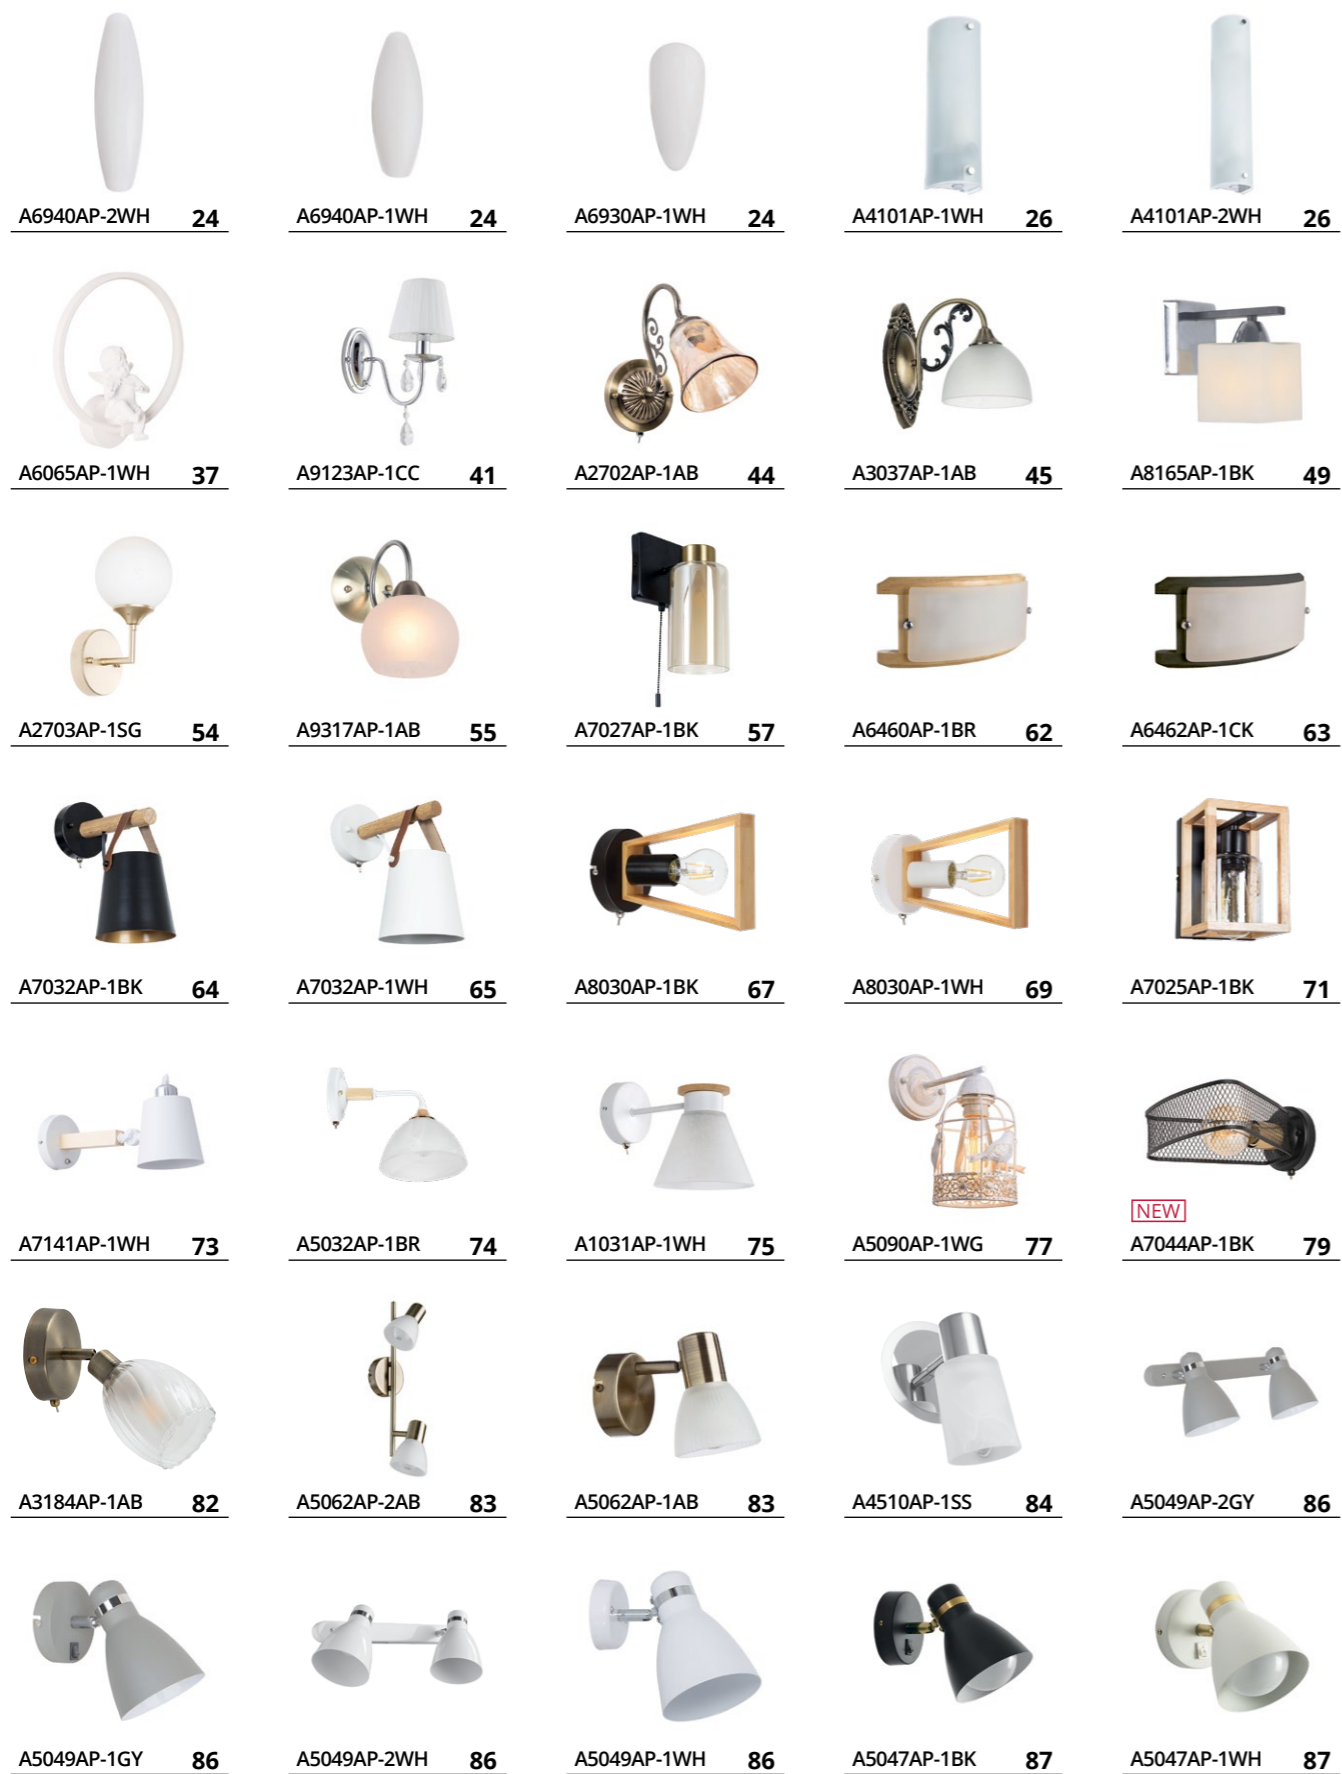 A6940AP-2WH 24 A6940AP-1WH 24 A6930AP-1WH 24 A4101AP-1WH 26 A4101AP-2WH 26
A6065AP-1WH 37 A9123AP-1CC 41 A2702AP-1AB 44 A3037AP-1AB 45 A8165AP-1BK 49
A2703AP-1SG 54 A9317AP-1AB 55 A7027AP-1BK 57 A6460AP-1BR 62 A6462AP-1CK 63
A7032AP-1BK 64 A7032AP-1WH 65 A8030AP-1BK 67 A8030AP-1WH 69 A7025AP-1BK 71
NEW
A7141AP-1WH 73 A5032AP-1BR 74 A1031AP-1WH 75 A5090AP-1WG 77 A7044AP-1BK 79
A3184AP-1AB 82 A5062AP-2AB 83 A5062AP-1AB 83 A4510AP-1SS 84 A5049AP-2GY 86
A5049AP-1GY 86 A5049AP-2WH 86 A5049AP-1WH 86 A5047AP-1BK 87 A5047AP-1WH 87